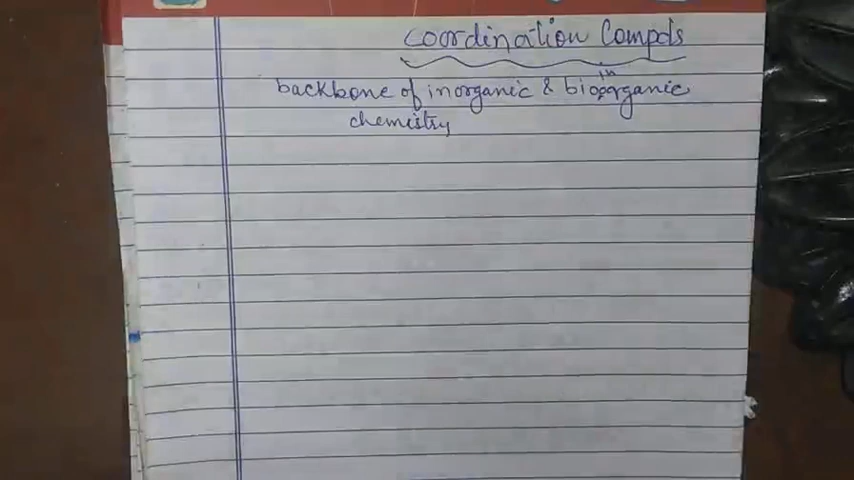 Coordination Compds
backbone of inorganic & bioinorganic
chemistry